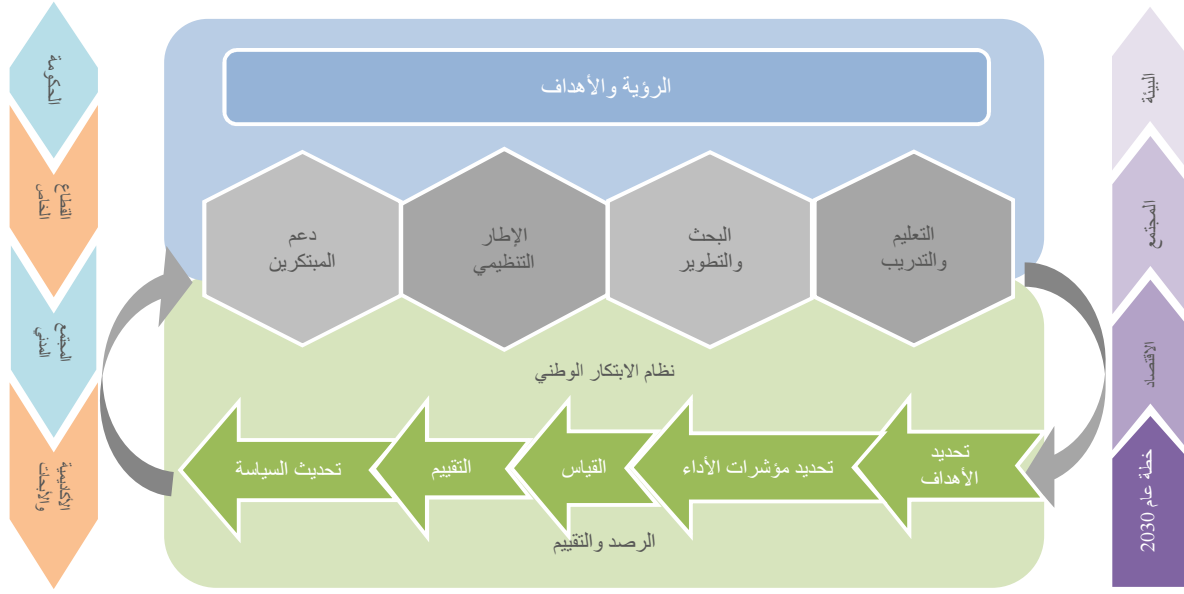 الرؤية والأهداف
التعليم
والتدريب
البحث
والتطوير
الإطار
التنظيمي
دعم
المبتكرين
نظام الابتكار الوطني
تحديد
الأهداف
تحديد مؤشرات الأداء
القياس
التقييم
تحديث السياسة
الرصد والتقييم
البيئة
المجتمع
الاقتصاد
خطة عام 2030
الحكومة
القطاع
الخاص
المجتمع
المدني
الأكاديمية
والأبحاث